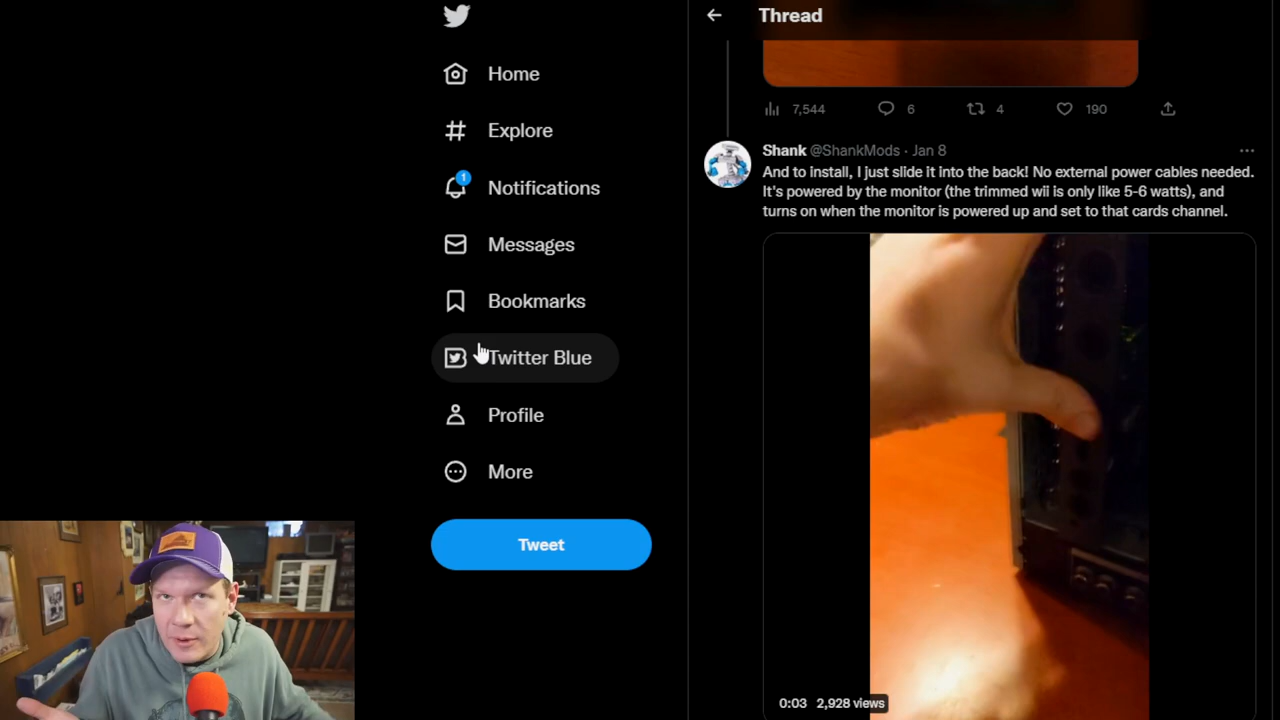 Home
Explore
1
Notifications
Messages
Bookmarks
Twitter Blue
Profile
More
Tweet
Thread
7,544
6
4
190
Shank @ShankMods · Jan 8
And to install, I just slide it into the back! No external power cables needed.
It's powered by the monitor (the trimmed wii is only like 5-6 watts), and
turns on when the monitor is powered up and set to that cards channel.
0:03 2,928 views